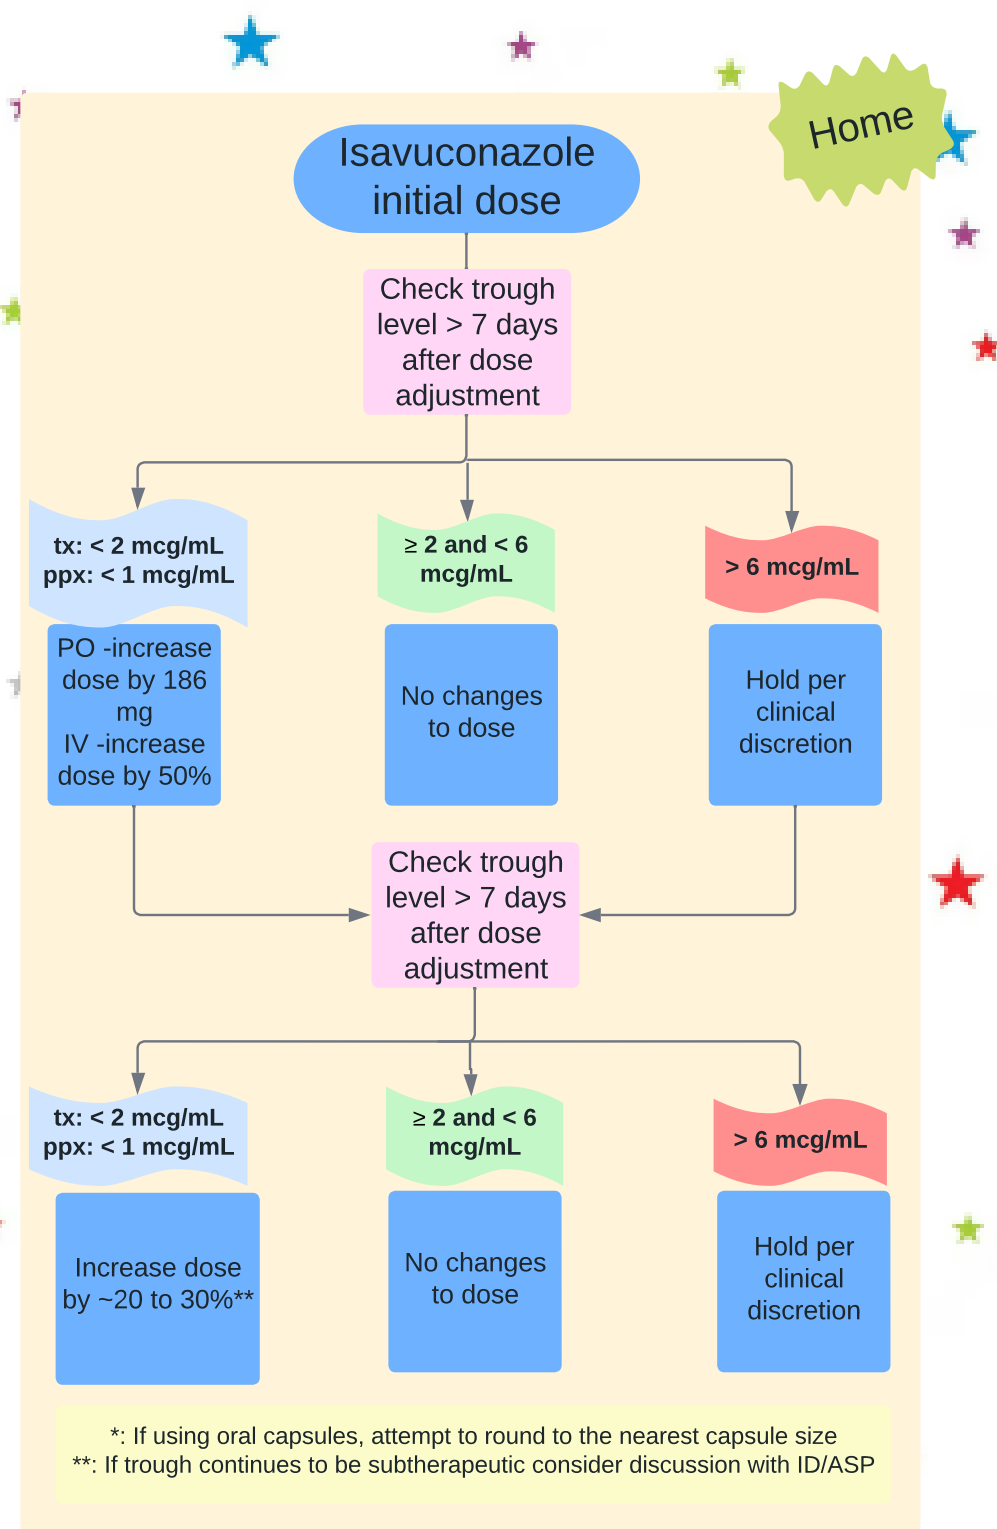 Home
Isavuconazole
initial dose
Check trough
level > 7 days
after dose
adjustment
tx: < 2 mcg/mL
ppx: < 1 mcg/mL
≥ 2 and < 6
mcg/mL
> 6 mcg/mL
PO -increase
dose by 186
mg
IV -increase
dose by 50%
No changes
to dose
Hold per
clinical
discretion
Check trough
level > 7 days
after dose
adjustment
tx: < 2 mcg/mL
ppx: < 1 mcg/mL
≥ 2 and < 6
mcg/mL
> 6 mcg/mL
Increase dose
by ~20 to 30%**
No changes
to dose
Hold per
clinical
discretion
*: If using oral capsules, attempt to round to the nearest capsule size
**: If trough continues to be subtherapeutic consider discussion with ID/ASP